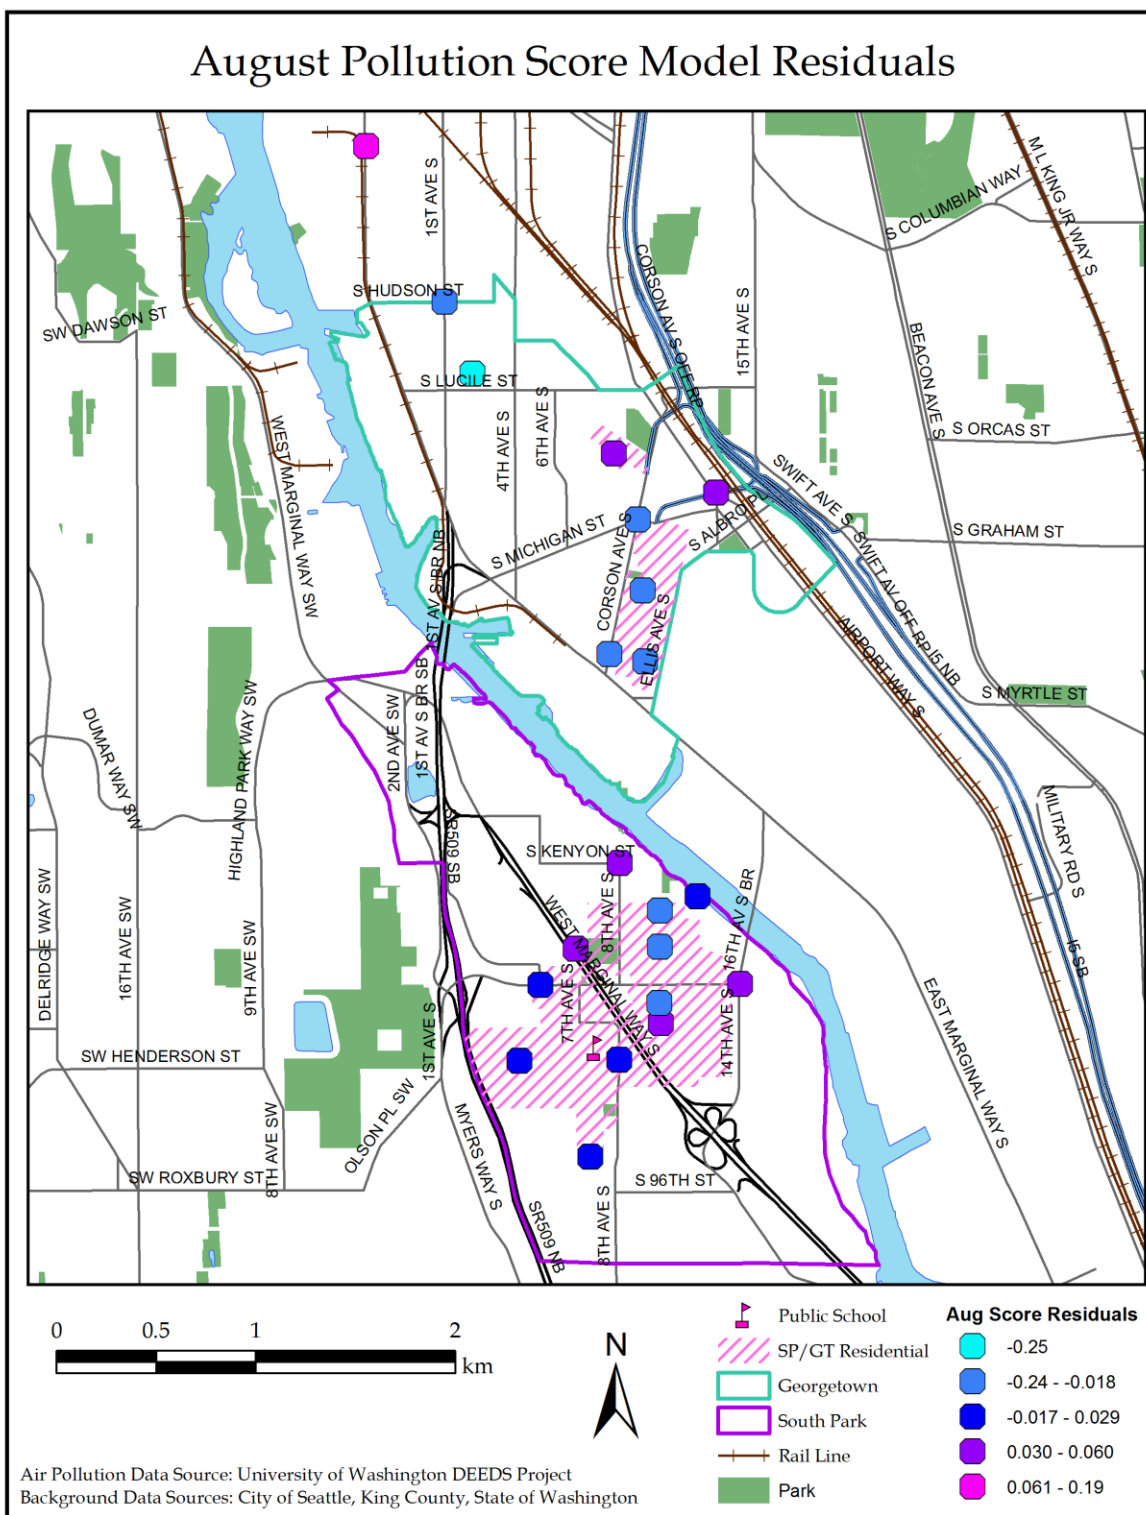 August Pollution Score Model Residuals
1ST AVE S
S COLUMBIAN WAY
M L KING JR WAY S
CORSON AV S OFF RP
S HUDSON ST
SW DAWSON ST
15TH AVE S
BEACON AVE S
S LUCILE ST
4TH AVE S
6TH AVE S
S ORCAS ST
WEST MARGINAL WAY SW
SWIFT AVE S
S MICHIGAN ST
S ALBRO PL
S GRAHAM ST
CORSON AVE S
1ST AV S BR NB
SWIFT AV OFF RP
ELLIS AVE S
AIRPORT WAY S
I5 NB
S MYRTLE ST
1ST AV S BR SB
2ND AVE SW
HIGHLAND PARK WAY SW
DUMAR WAY SW
MILITARY RD S
SR509 SB
S KENYON ST
DELRIDGE WAY SW
16TH AVE SW
9TH AVE SW
8TH AVE S
WEST MARGINAL WAY S
16TH AV S BR
I5 SB
EAST MARGINAL WAY S
7TH AVE S
14TH AVE S
1ST AVE S
SW HENDERSON ST
OLSON PL SW
MYERS WAY S
8TH AVE SW
SW ROXBURY ST
S 96TH ST
8TH AVE S
SR509 NB
0 0.5 1 2
km
N
Public School
SP/GT Residential
Georgetown
South Park
Rail Line
Park
Aug Score Residuals
-0.25
-0.24 - -0.018
-0.017 - 0.029
0.030 - 0.060
0.061 - 0.19
Air Pollution Data Source: University of Washington DEEDS Project
Background Data Sources: City of Seattle, King County, State of Washington